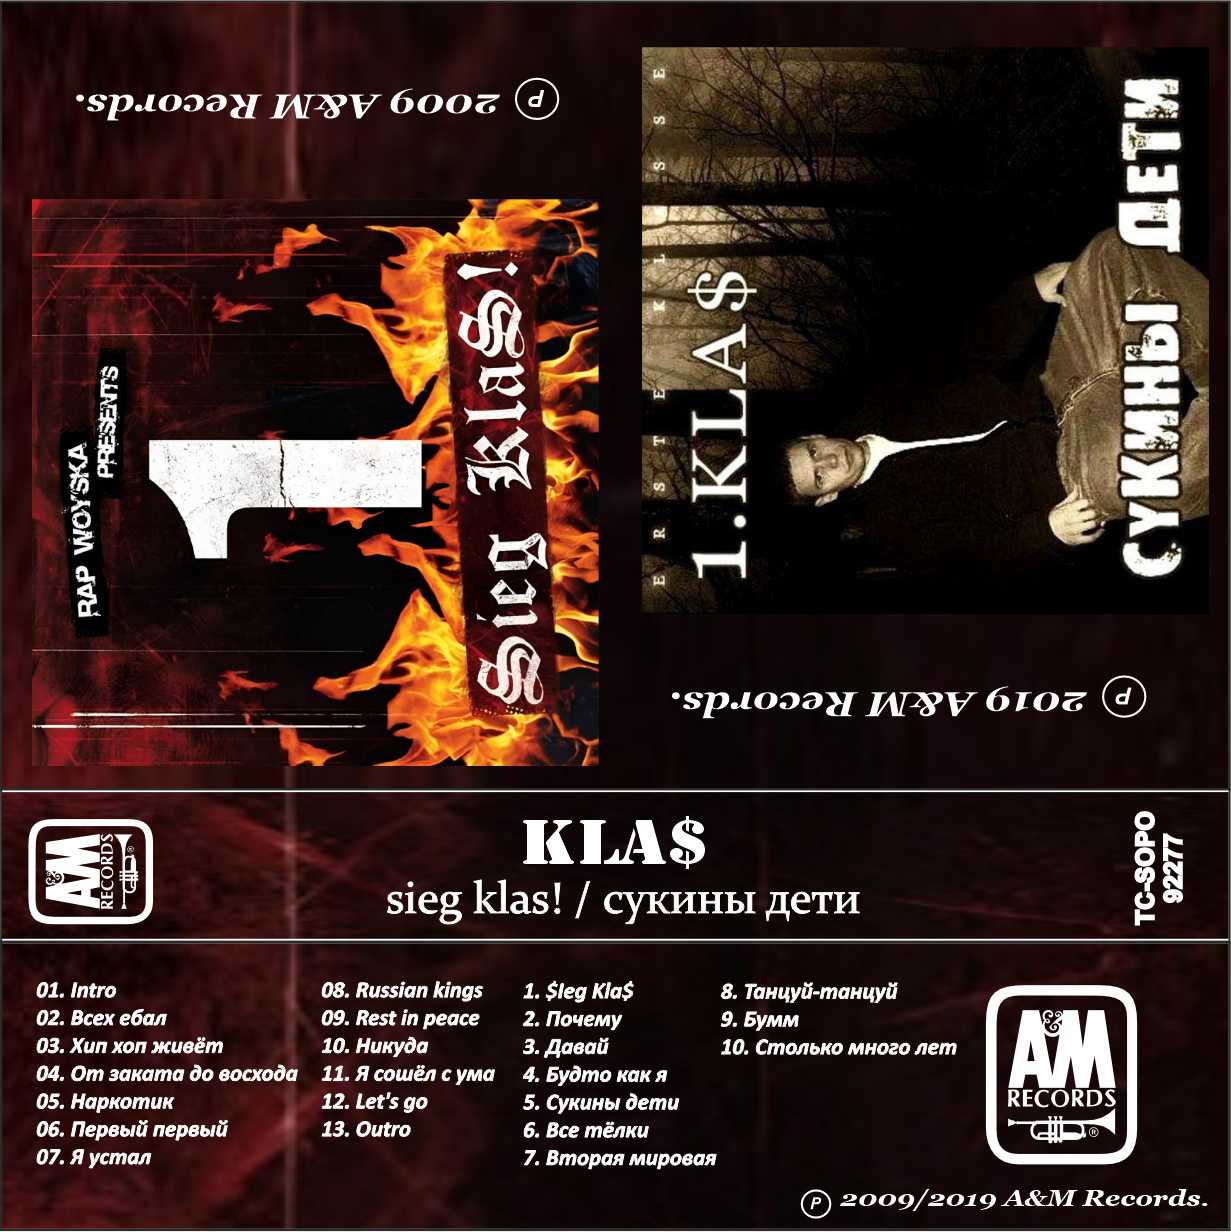 Ⓟ 2009 A&M Records.
RAP WOYSKA
PRESENTS
1
$ieg Kla$!
ERSTE KLASSE
1.KLA$
СУКИНЫ ДЕТИ
Ⓟ 2019 A&M Records.
A&M
RECORDS
®
KLA$
sieg klas! / сукины дети
TC-SOPO
92277
01. Intro
02. Всех ебал
03. Хип хоп живёт
04. От заката до восхода
05. Наркотик
06. Первый первый
07. Я устал
08. Russian kings
09. Rest in peace
10. Никуда
11. Я сошёл с ума
12. Let's go
13. Outro
1. $Ieg Kla$
2. Почему
3. Давай
4. Будто как я
5. Сукины дети
6. Все тёлки
7. Вторая мировая
8. Танцуй-танцуй
9. Бумм
10. Столько много лет
A&M
RECORDS
®
Ⓟ 2009/2019 A&M Records.